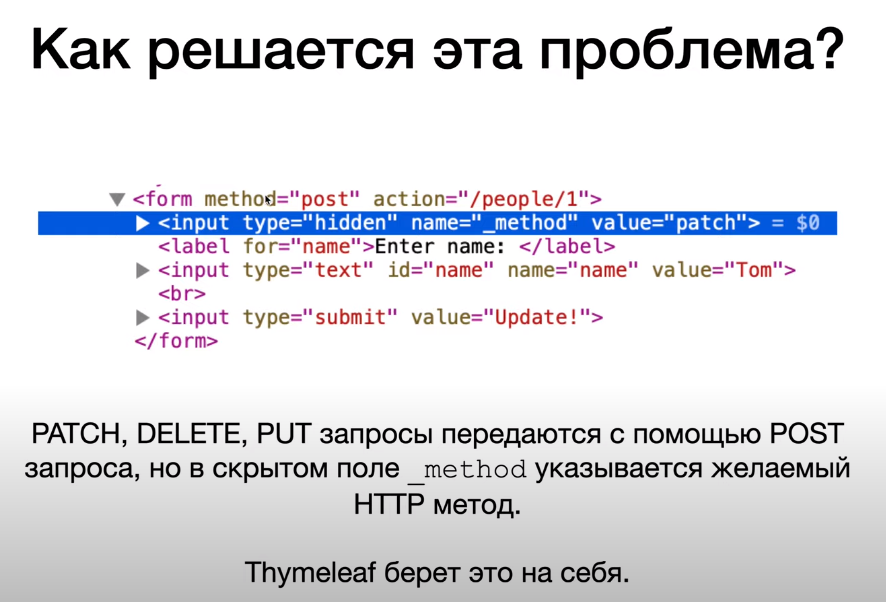 Как решается эта проблема?
<form method="post" action="/people/1">
<input type="hidden" name="_method" value="patch"> = $0
<label for="name">Enter name: </label>
<input type="text" id="name" name="name" value="Tom">
<br>
<input type="submit" value="Update!">
</form>
PATCH, DELETE, PUT запросы передаются с помощью POST
запроса, но в скрытом поле _method указывается желаемый
HTTP метод.
Thymeleaf берет это на себя.